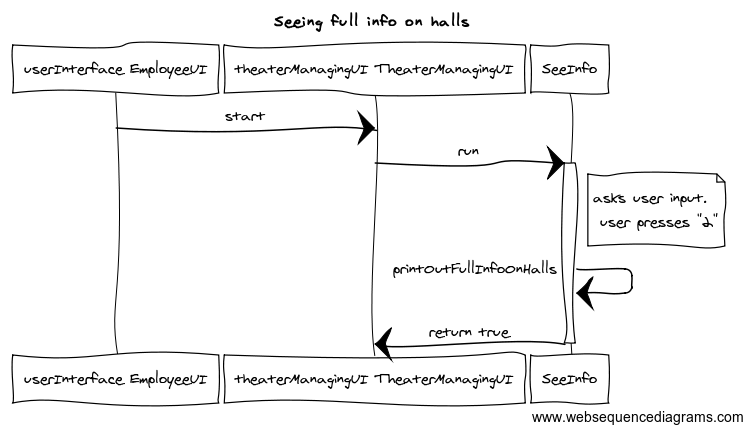 Seeing full info on halls
userInterface EmployeeUI
theaterManagingUI TheaterManagingUI
SeeInfo
start
run
asks user input.
user presses "2"
printOutFullInfoOnHalls
return true
userInterface EmployeeUI
theaterManagingUI TheaterManagingUI
SeeInfo
www.websequencediagrams.com